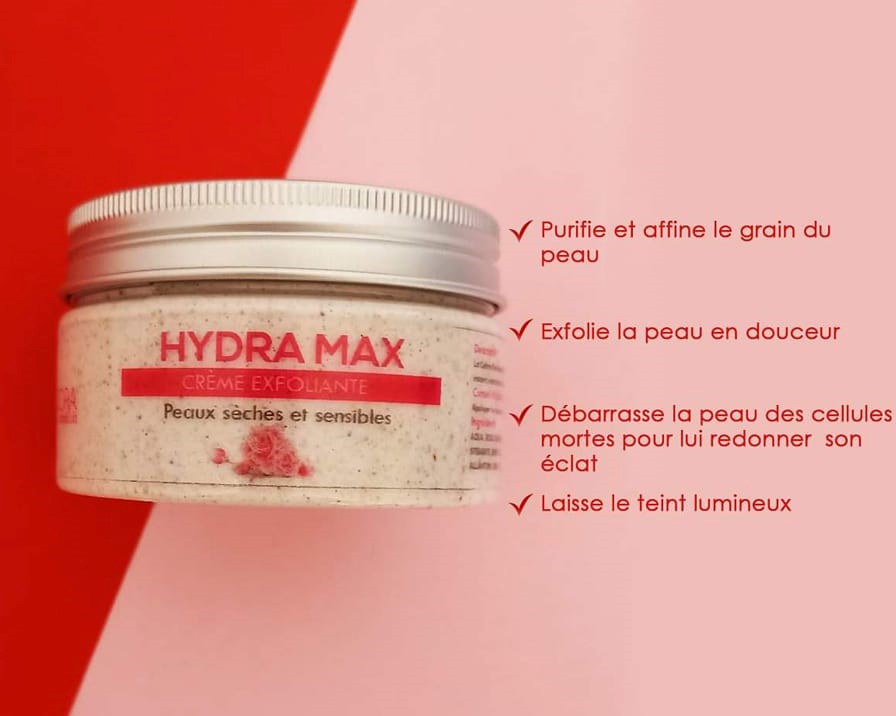 HYDRA MAX
CRÈME EXFOLIANTE
Peaux sèches et sensibles
Purifie et affine le grain du
peau
Exfolie la peau en douceur
Débarrasse la peau des cellules
mortes pour lui redonner son
éclat
Laisse le teint lumineux